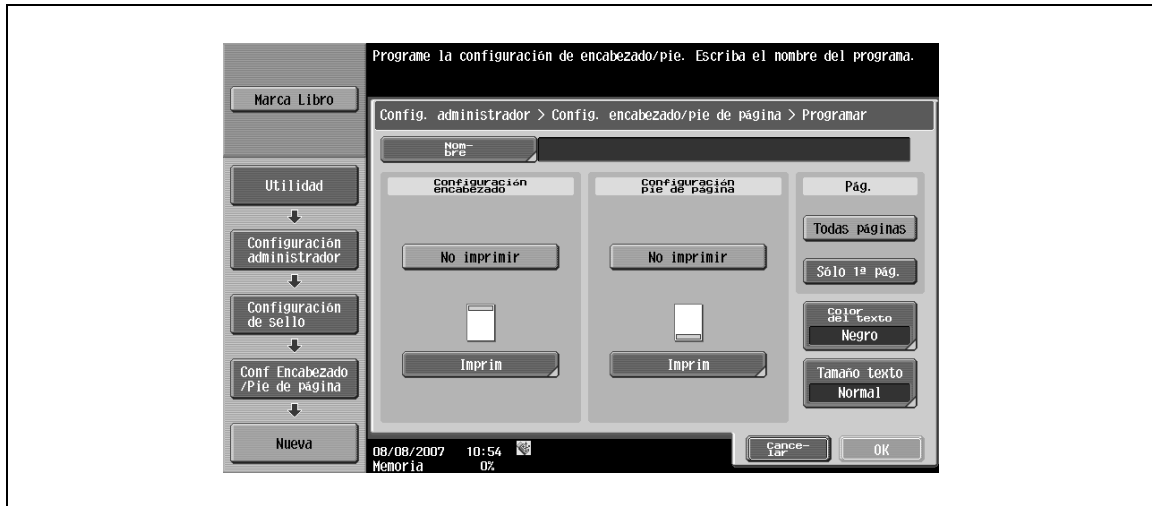 Programe la configuración de encabezado/pie. Escriba el nombre del programa.
Marca Libro
Config. administrador > Config. encabezado/pie de página > Programar
Nom-
bre
Utilidad
Configuración
administrador
Configuración
de sello
Conf Encabezado
/Pie de página
Nueva
Configuración
encabezado
No imprimir
Imprim
Configuración
pie de página
No imprimir
Imprim
Pág.
Todas páginas
Sólo 1ª pág.
Color
del texto
Negro
Tamaño texto
Normal
08/08/2007 10:54
Memoria 0%
Cance-
lar
OK